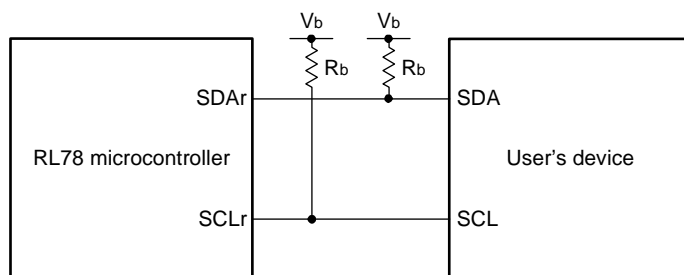 Vb Vb
Rb Rb
SDAr SDA
RL78 microcontroller User's device
SCLr SCL